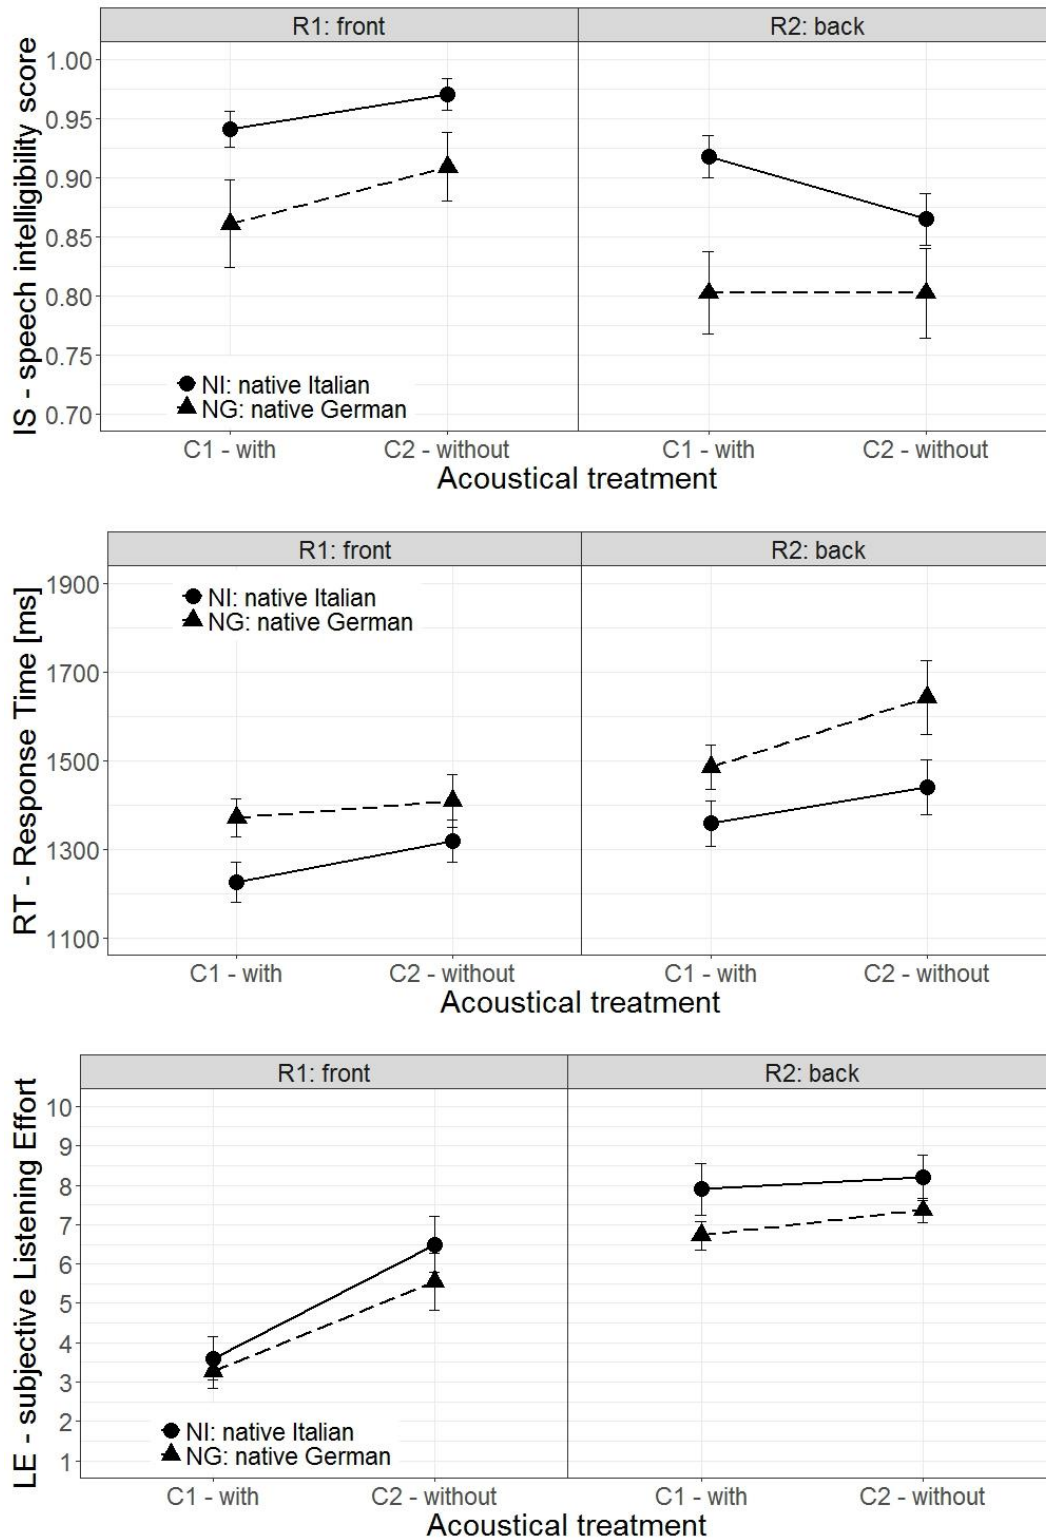 IS - speech intelligibility score
R1: front
R2: back
1.00
0.95
0.90
0.85
0.80
0.75
0.70
NI: native Italian
NG: native German
C1 - with
C2 - without
C1 - with
C2 - without
Acoustical treatment
RT - Response Time [ms]
R1: front
R2: back
1900
1700
1500
1300
1100
NI: native Italian
NG: native German
C1 - with
C2 - without
C1 - with
C2 - without
Acoustical treatment
LE - subjective Listening Effort
R1: front
R2: back
10
9
8
7
6
5
4
3
2
1
NI: native Italian
NG: native German
C1 - with
C2 - without
C1 - with
C2 - without
Acoustical treatment